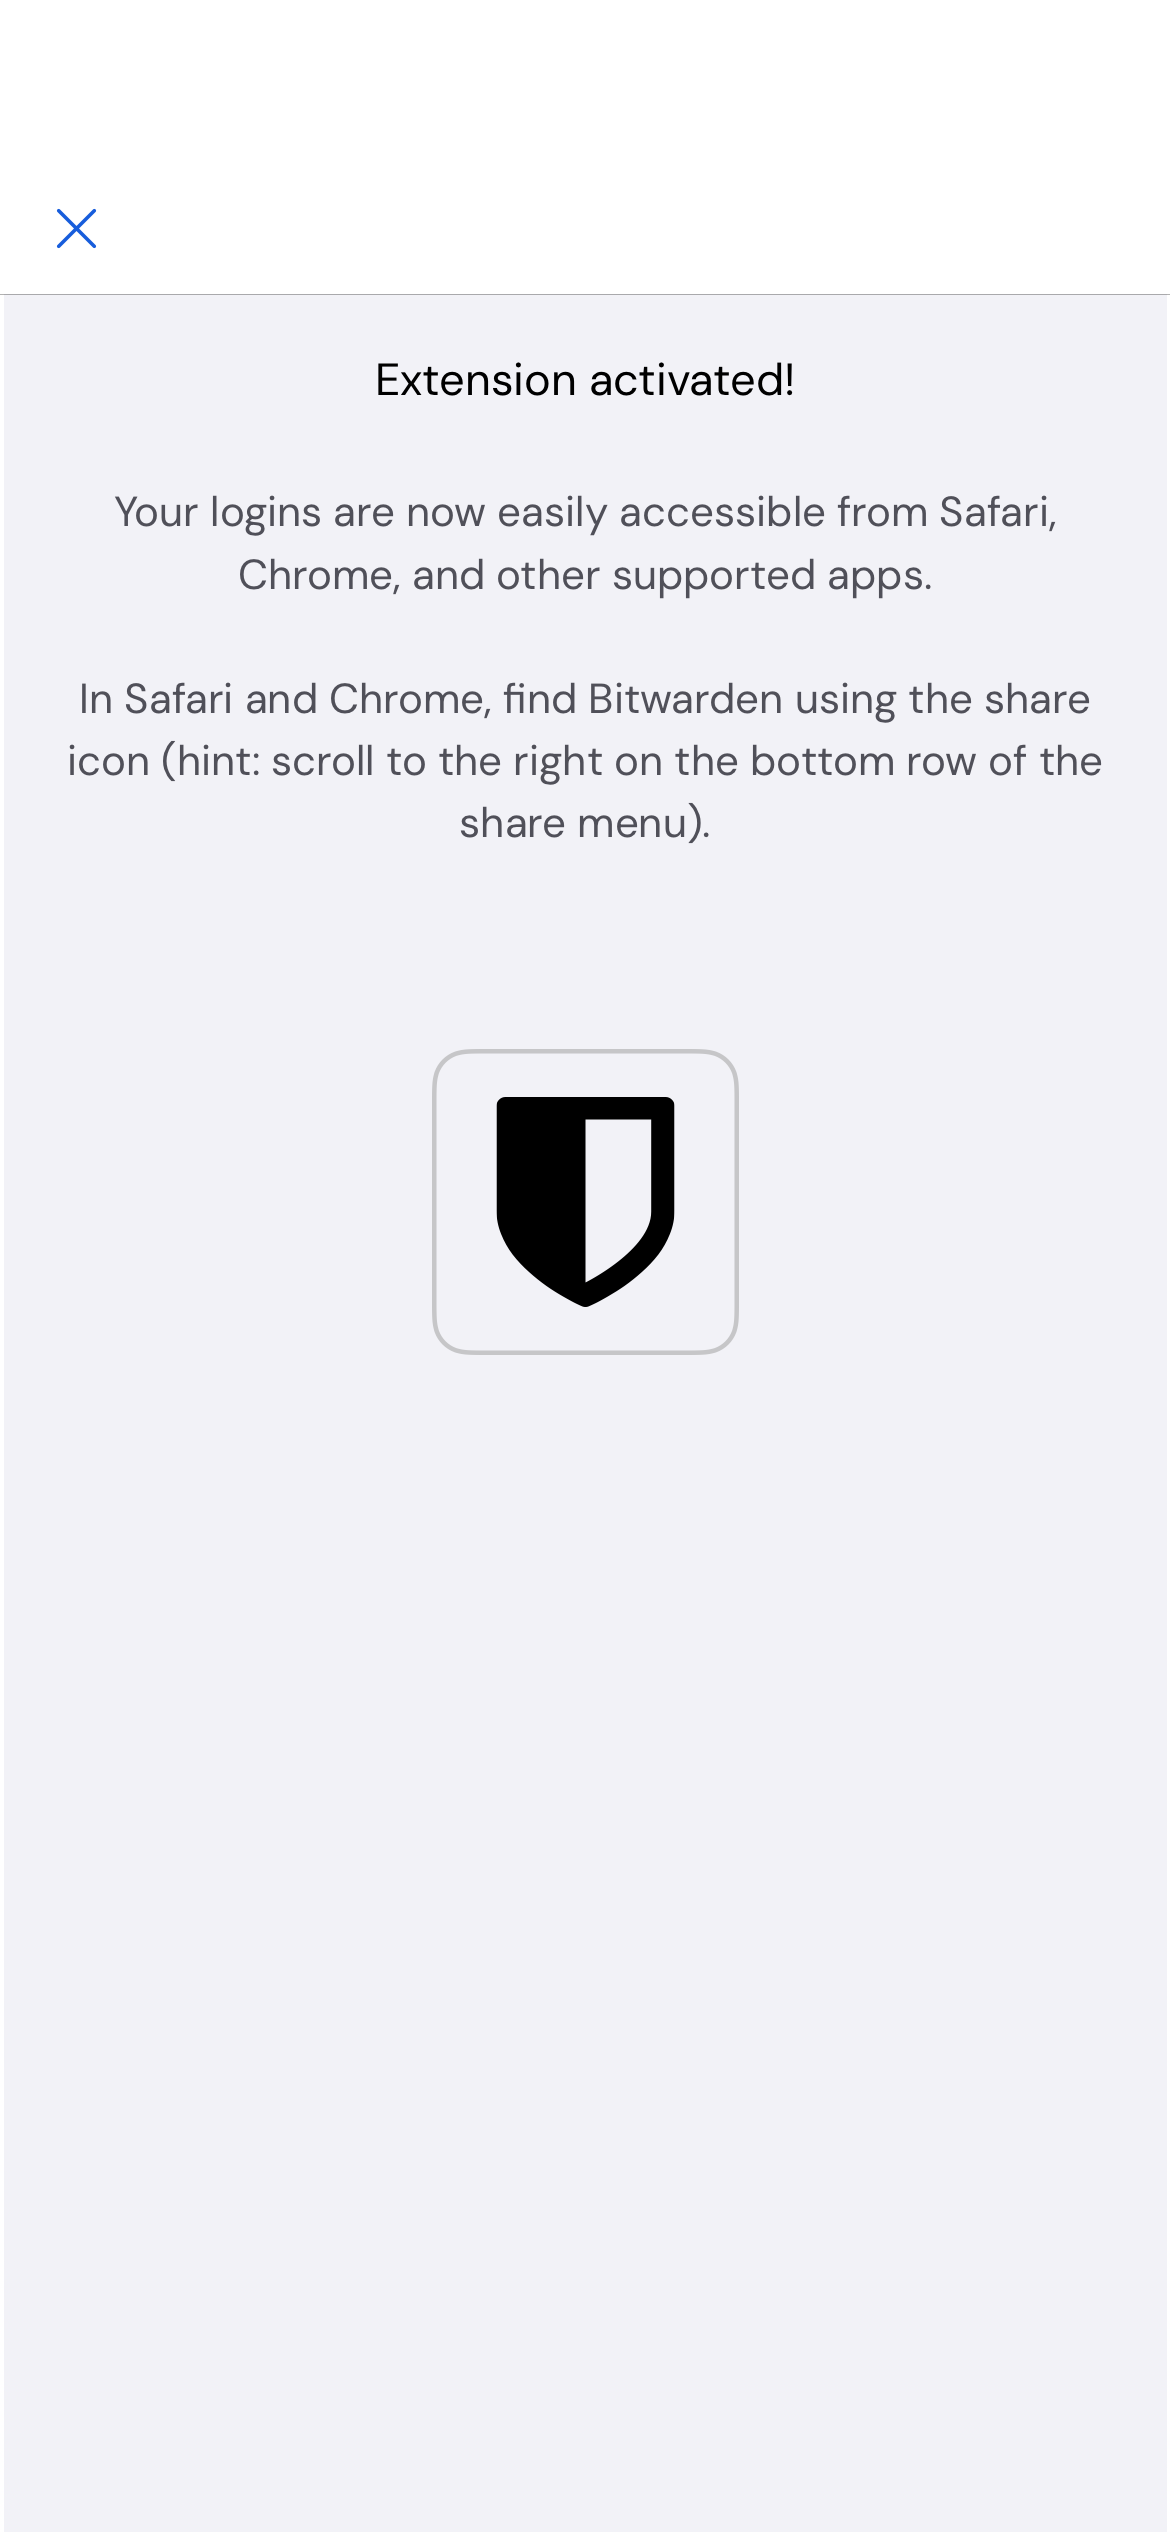 Extension activated!
Your logins are now easily accessible from Safari,
Chrome, and other supported apps.
In Safari and Chrome, find Bitwarden using the share
icon (hint: scroll to the right on the bottom row of the
share menu).